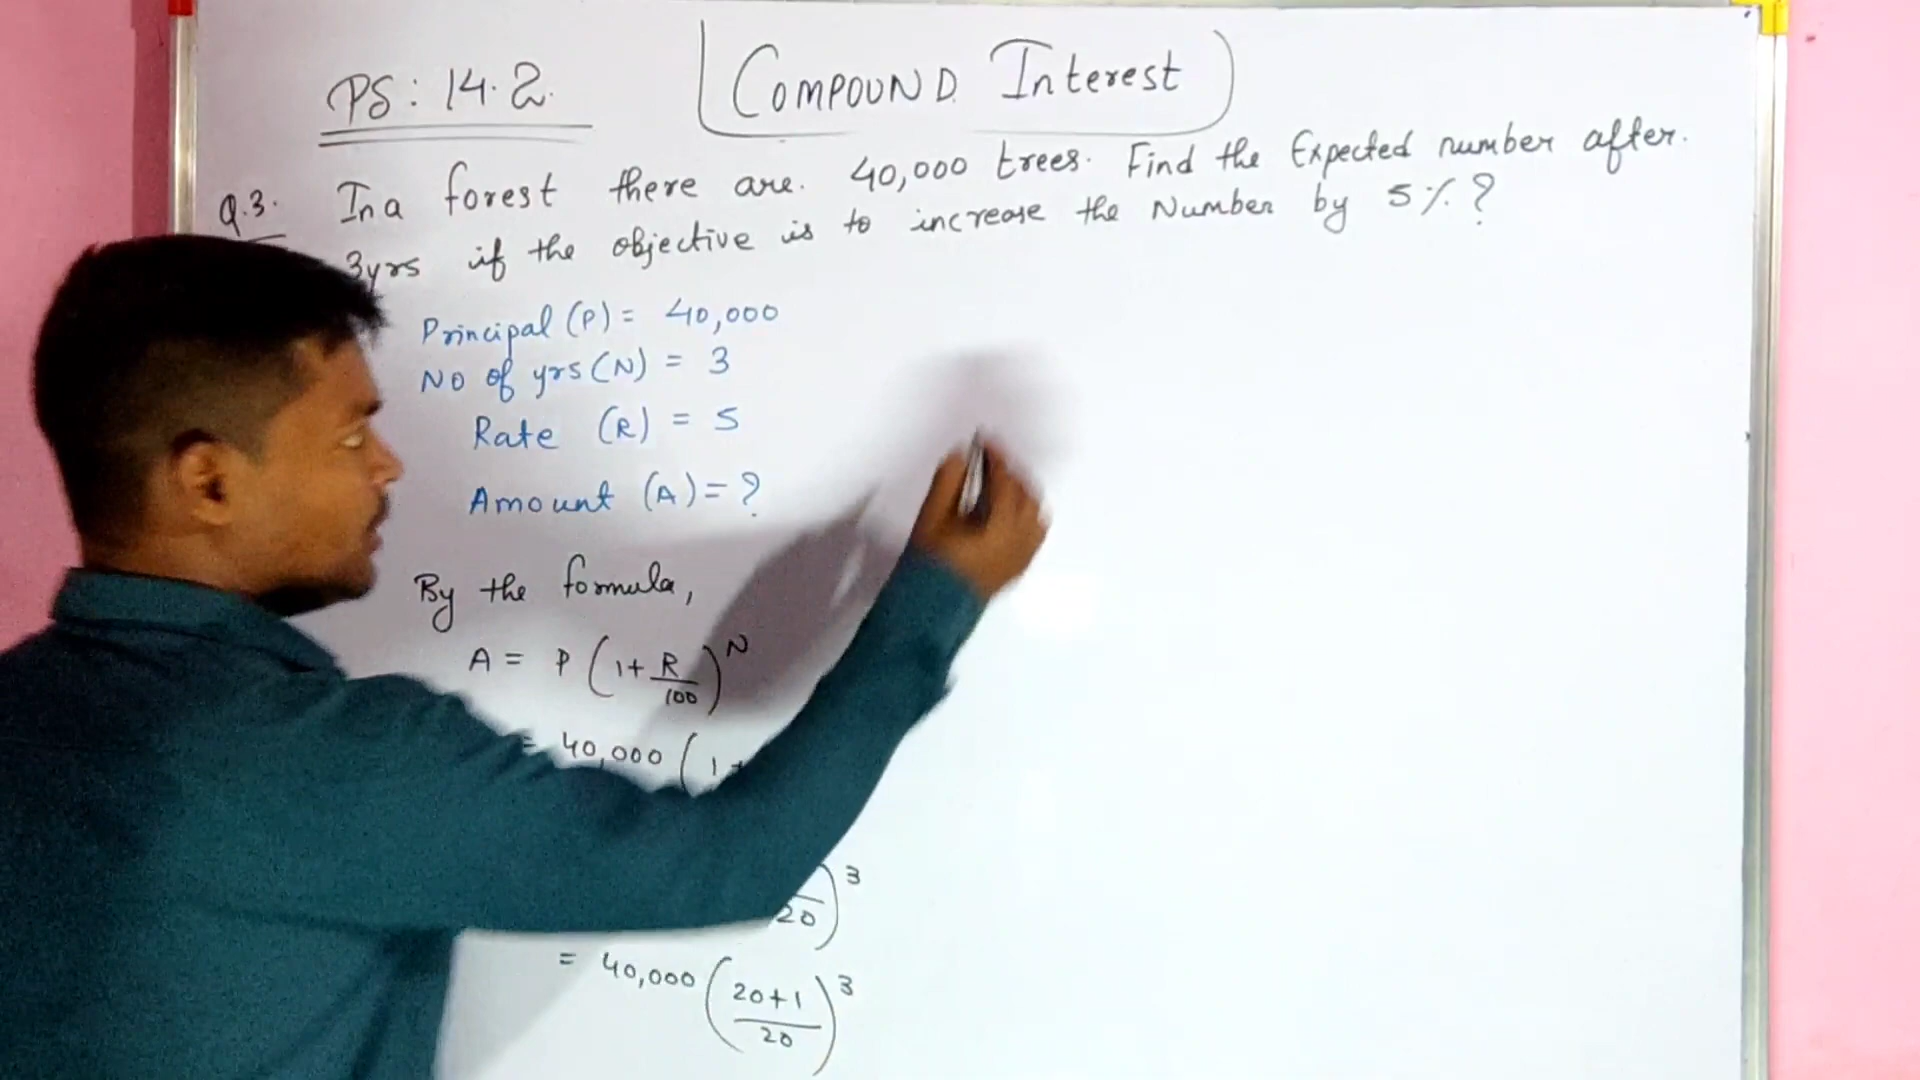 PS: 14.2.
COMPOUND Interest
Q.3. In a forest there are. 40,000 trees. Find the Expected number after.
3yrs if the objective is to increase the Number by 5%?
Principal (P) = 40,000
NO of yrs (N) = 3
Rate (R) = 5
Amount (A) = ?
By the formula,
A = P (1+ R/100)^N
= 40,000 (1+
20)^3
= 40,000 (20+1/20)^3